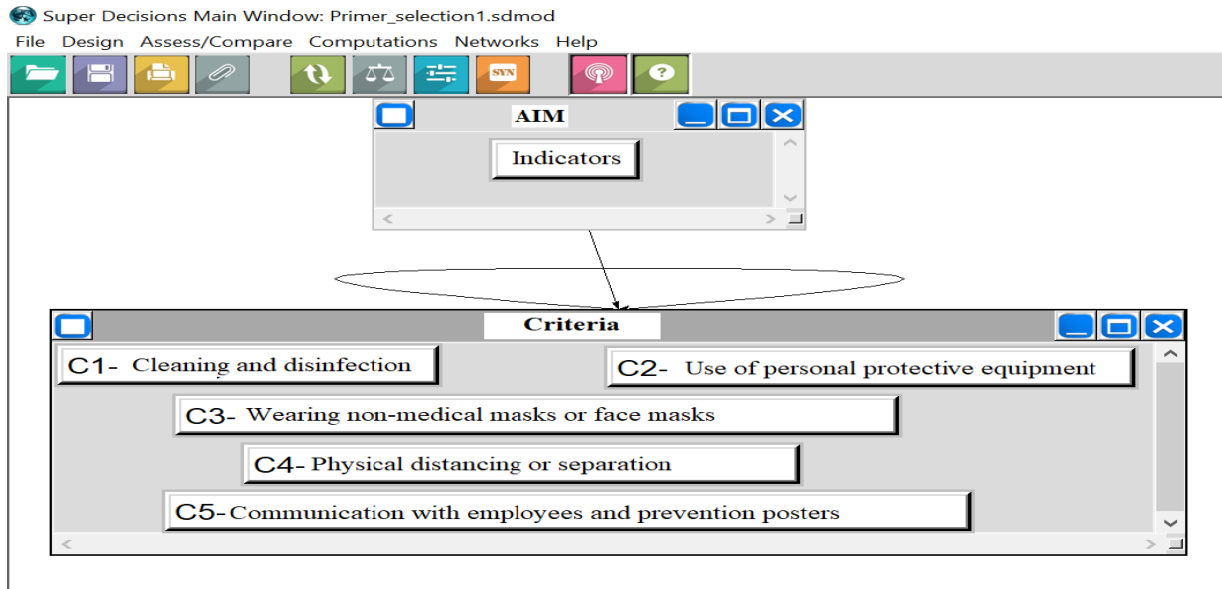 Super Decisions Main Window: Primer_selection1.sdmod
File Design Assess/Compare Computations Networks Help
SYN ?
AIM
Indicators
Criteria
C1- Cleaning and disinfection
C2- Use of personal protective equipment
C3- Wearing non-medical masks or face masks
C4- Physical distancing or separation
C5-Communication with employees and prevention posters